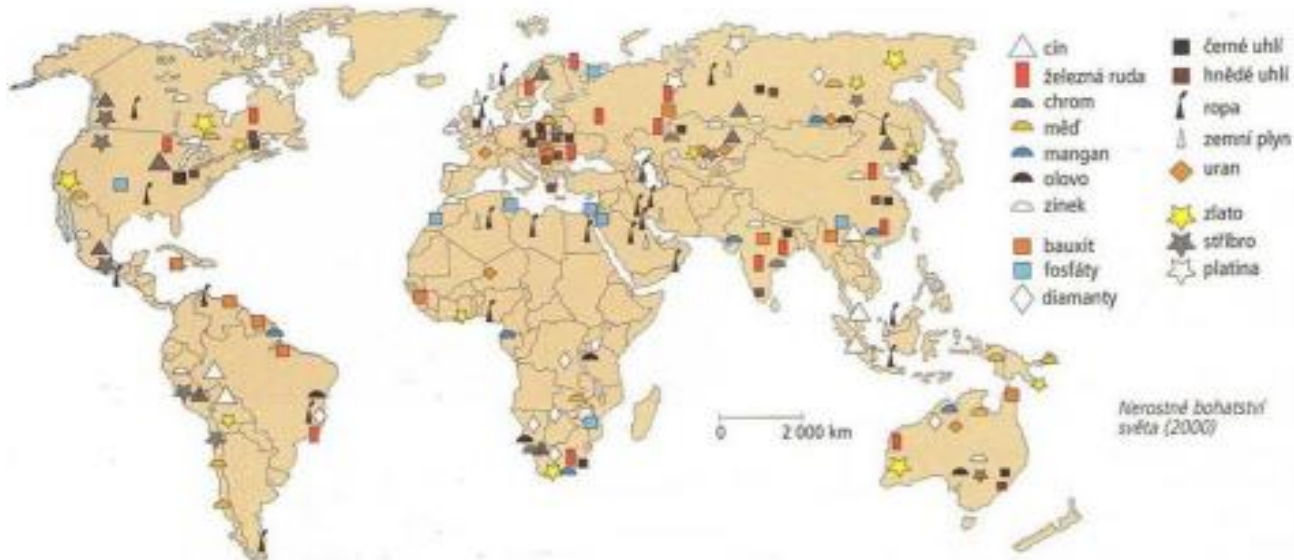 cín
železná ruda
chrom
měď
mangan
olovo
zinek
bauxit
fosfáty
diamanty
černé uhlí
hnědé uhlí
ropa
zemní plyn
uran
zlato
stříbro
platina
0 2 000 km
Nerostné bohatství
světa (2000)